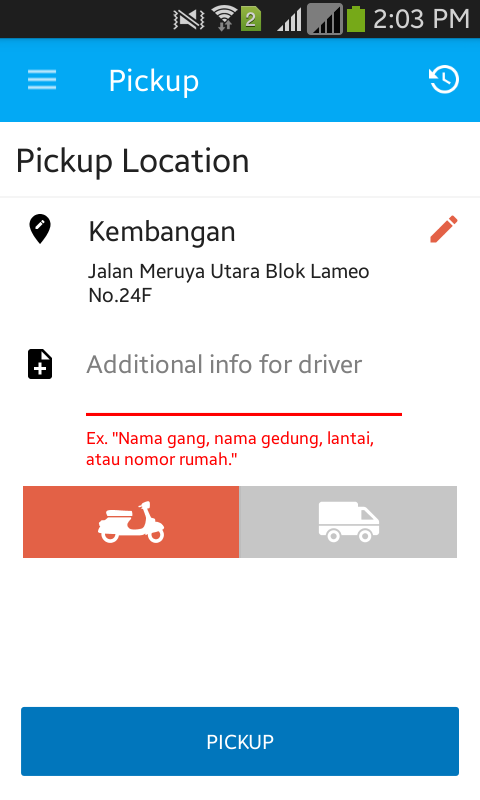 2 2:03 PM
Pickup
Pickup Location
Kembangan
Jalan Meruya Utara Blok Lameo
No.24F
Additional info for driver
Ex. "Nama gang, nama gedung, lantai,
atau nomor rumah."
PICKUP